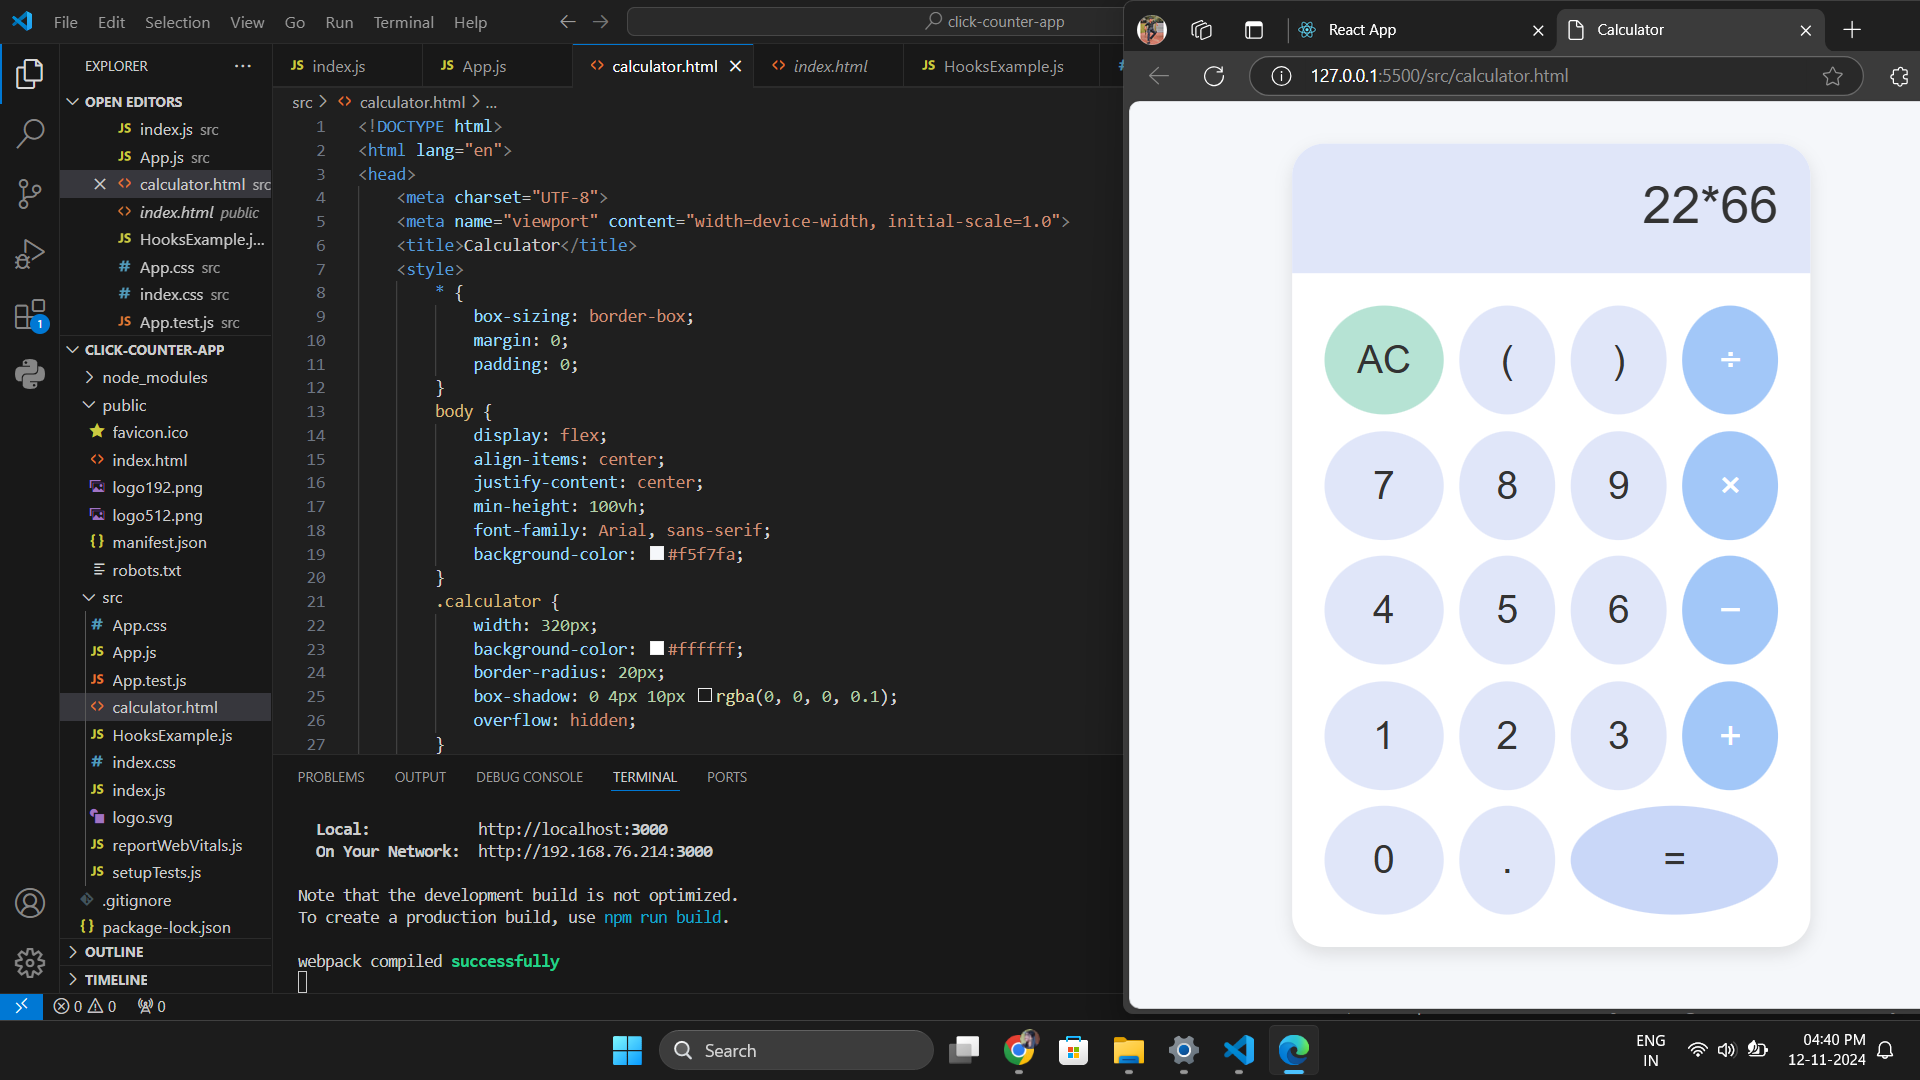 File Edit Selection View Go Run Terminal Help
click-counter-app
EXPLORER
OPEN EDITORS
JS index.js src
JS App.js src
calculator.html src
index.html public
JS HooksExample.j...
# App.css src
# index.css src
JS App.test.js src
CLICK-COUNTER-APP
node_modules
public
favicon.ico
index.html
logo192.png
logo512.png
{} manifest.json
robots.txt
src
# App.css
JS App.js
JS App.test.js
calculator.html
JS HooksExample.js
# index.css
JS index.js
logo.svg
JS reportWebVitals.js
JS setupTests.js
.gitignore
{} package-lock.json
OUTLINE
TIMELINE
1
JS index.js JS App.js <> calculator.html <> index.html JS HooksExample.js #
src > <> calculator.html > ...
1 <!DOCTYPE html>
2 <html lang="en">
3 <head>
4 <meta charset="UTF-8">
5 <meta name="viewport" content="width=device-width, initial-scale=1.0">
6 <title>Calculator</title>
7 <style>
8 * {
9 box-sizing: border-box;
10 margin: 0;
11 padding: 0;
12 }
13 body {
14 display: flex;
15 align-items: center;
16 justify-content: center;
17 min-height: 100vh;
18 font-family: Arial, sans-serif;
19 background-color: #f5f7fa;
20 }
21 .calculator {
22 width: 320px;
23 background-color: #ffffff;
24 border-radius: 20px;
25 box-shadow: 0 4px 10px rgba(0, 0, 0, 0.1);
26 overflow: hidden;
27 }
PROBLEMS OUTPUT DEBUG CONSOLE TERMINAL PORTS
Local: http://localhost:3000
On Your Network: http://192.168.76.214:3000
Note that the development build is not optimized.
To create a production build, use npm run build.
webpack compiled successfully
0 0 0
React App
Calculator
127.0.0.1:5500/src/calculator.html
22*66
AC ( ) ÷
7 8 9 ×
4 5 6 −
1 2 3 +
0 . =
Search
ENG
IN
04:40 PM
12-11-2024